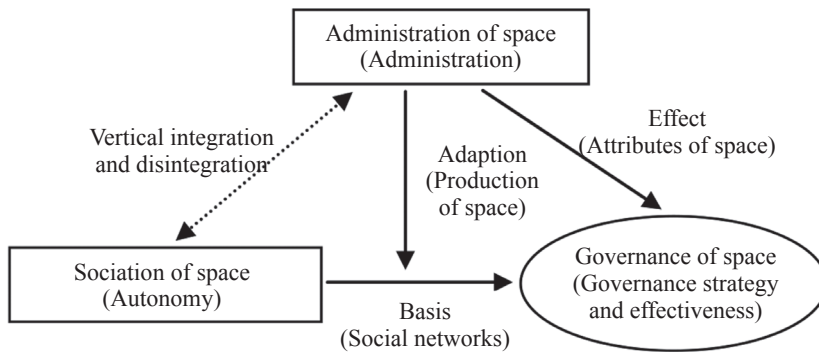 Administration of space
(Administration)
Vertical integration
and disintegration
Effect
(Attributes of space)
Adaption
(Production
of space)
Sociation of space
(Autonomy)
Governance of space
(Governance strategy
and effectiveness)
Basis
(Social networks)